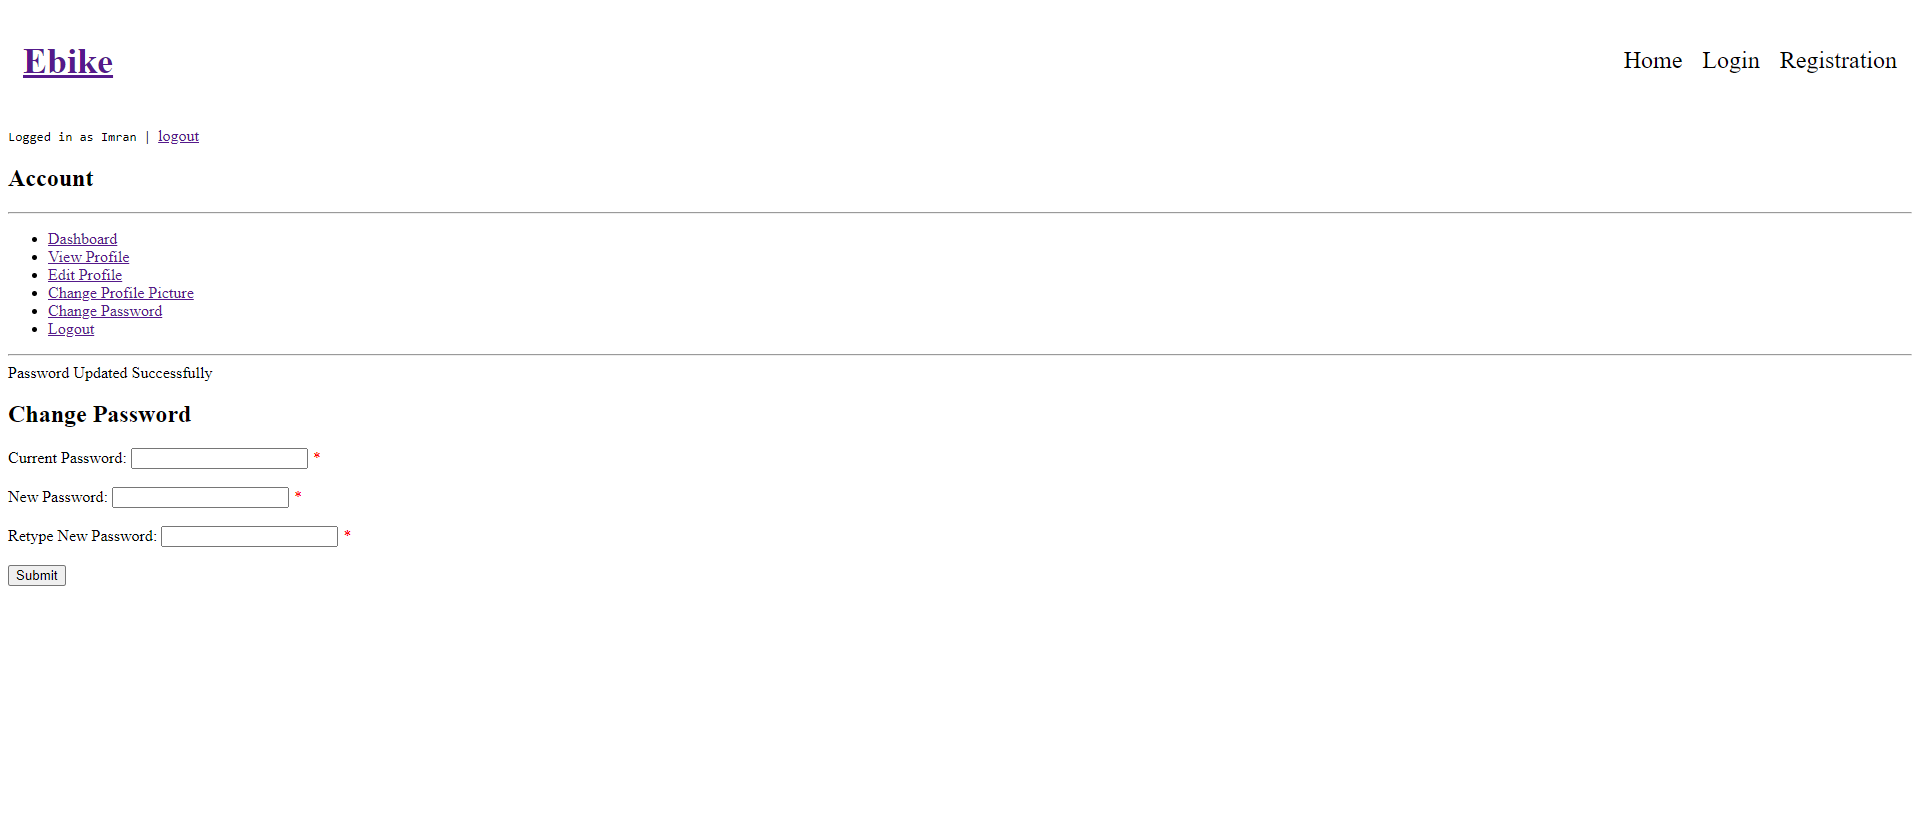 Ebike
Home Login Registration
Logged in as Imran | logout
Account
Dashboard
View Profile
Edit Profile
Change Profile Picture
Change Password
Logout
Password Updated Successfully
Change Password
Current Password: *
New Password: *
Retype New Password: *
Submit